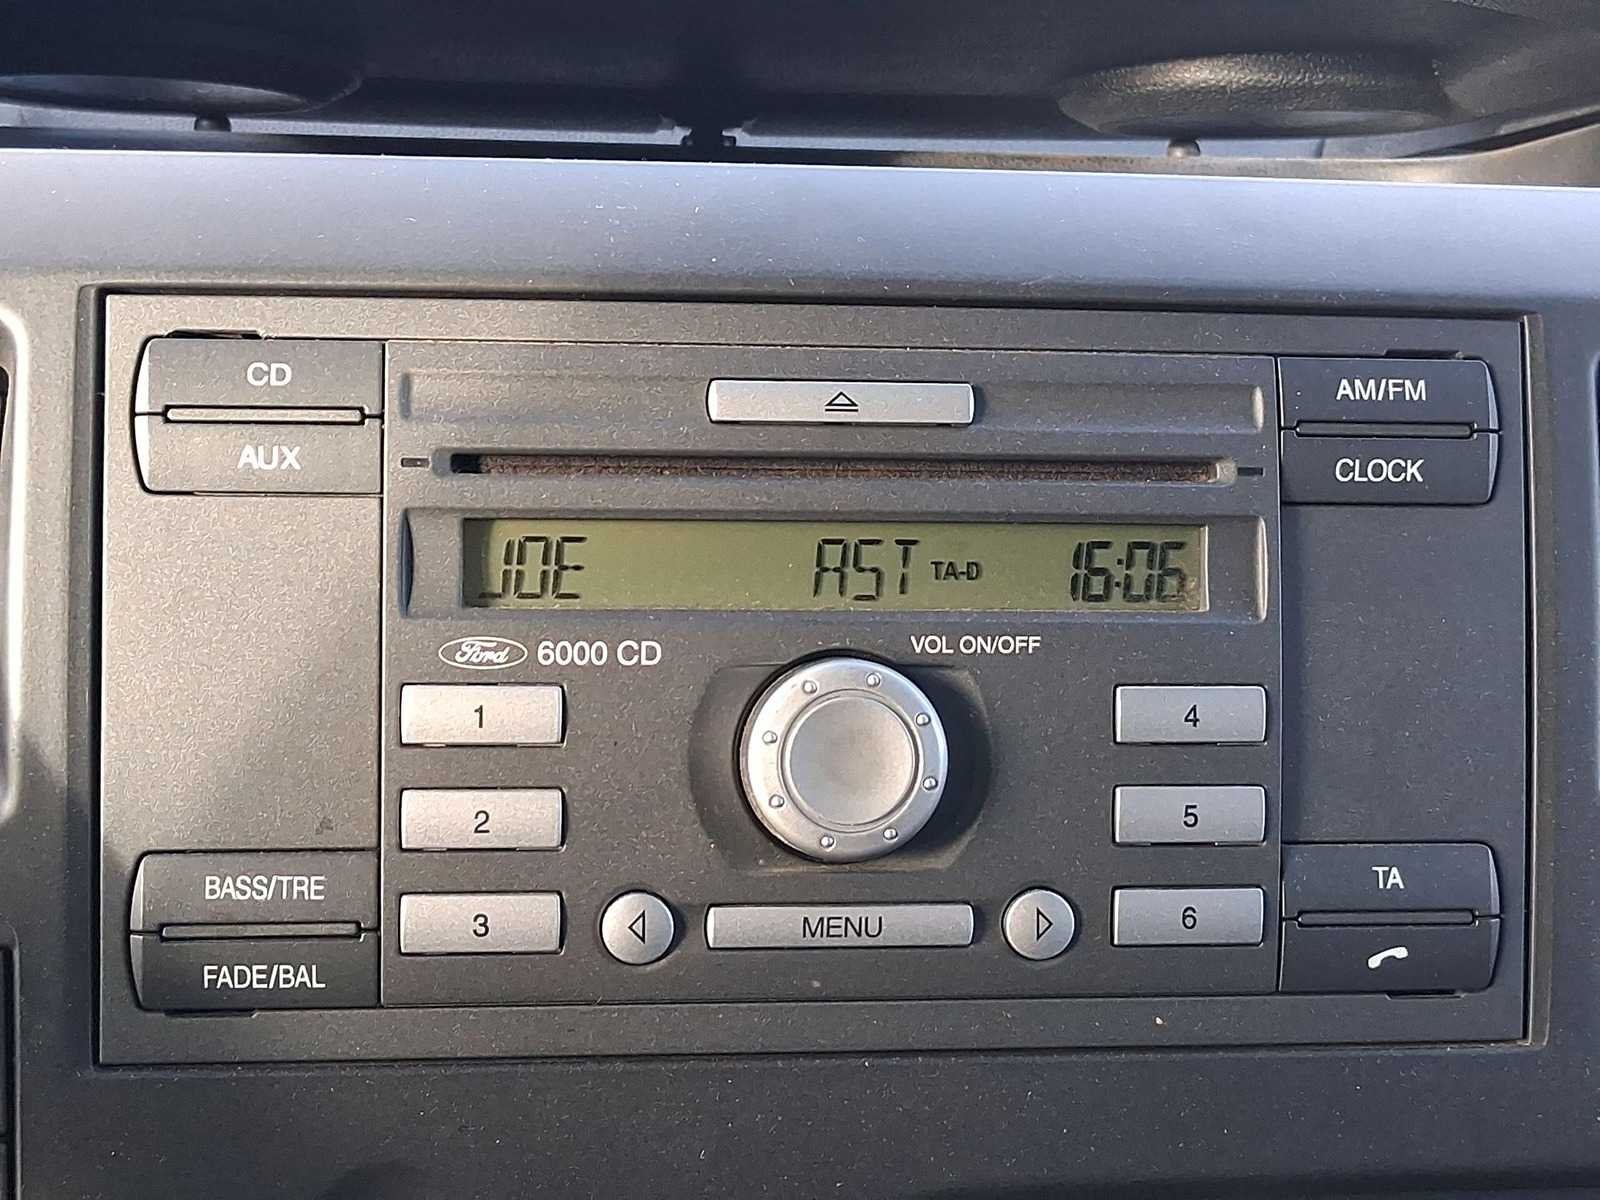 CD
AUX
AM/FM
CLOCK
JOE AST TA-D 16:06
Ford 6000 CD
VOL ON/OFF
1
2
3
4
5
6
MENU
BASS/TRE
FADE/BAL
TA